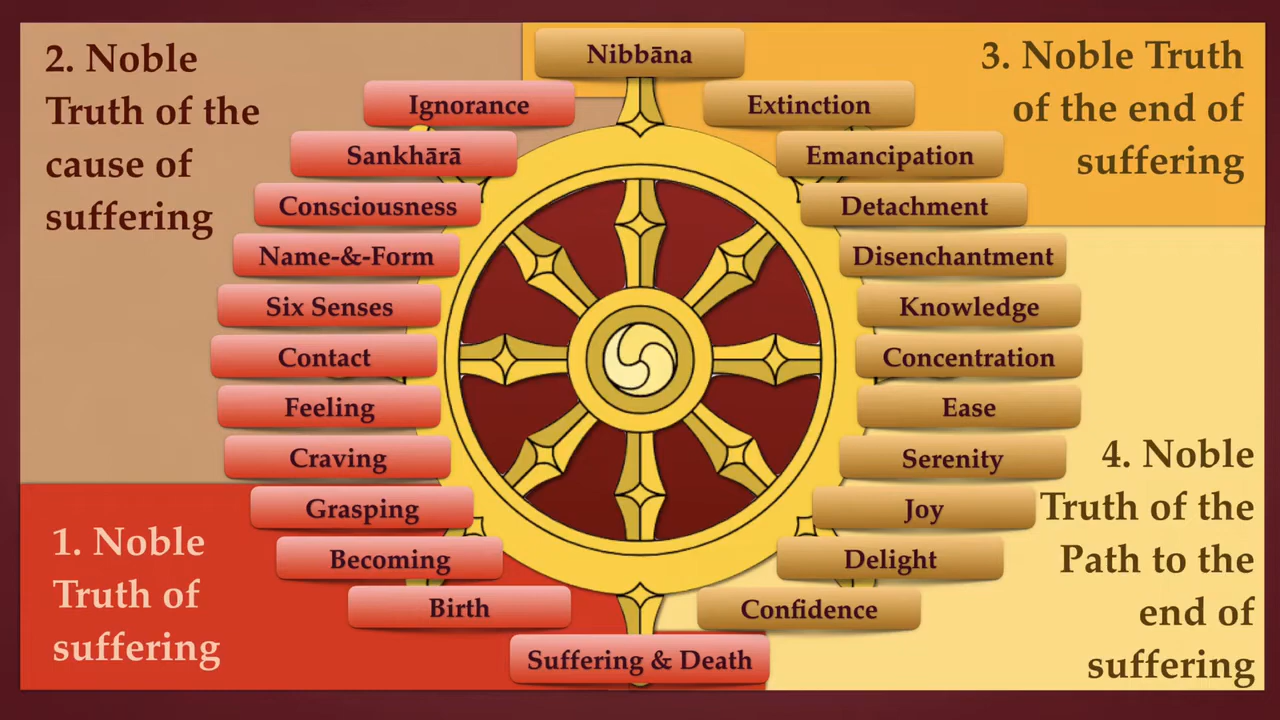 2. Noble
Truth of the
cause of
suffering
Nibbāna
3. Noble Truth
of the end of
suffering
Ignorance
Sankhārā
Consciousness
Name-&-Form
Six Senses
Contact
Feeling
Craving
Grasping
Becoming
Birth
Suffering & Death
Extinction
Emancipation
Detachment
Disenchantment
Knowledge
Concentration
Ease
Serenity
Joy
Delight
Confidence
1. Noble
Truth of
suffering
4. Noble
Truth of the
Path to the
end of
suffering